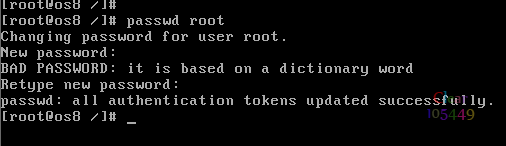 [root@os8 /]#
[root@os8 /]# passwd root
Changing password for user root.
New password:
BAD PASSWORD: it is based on a dictionary word
Retype new password:
passwd: all authentication tokens updated successfully.
[root@os8 /]# _
105449